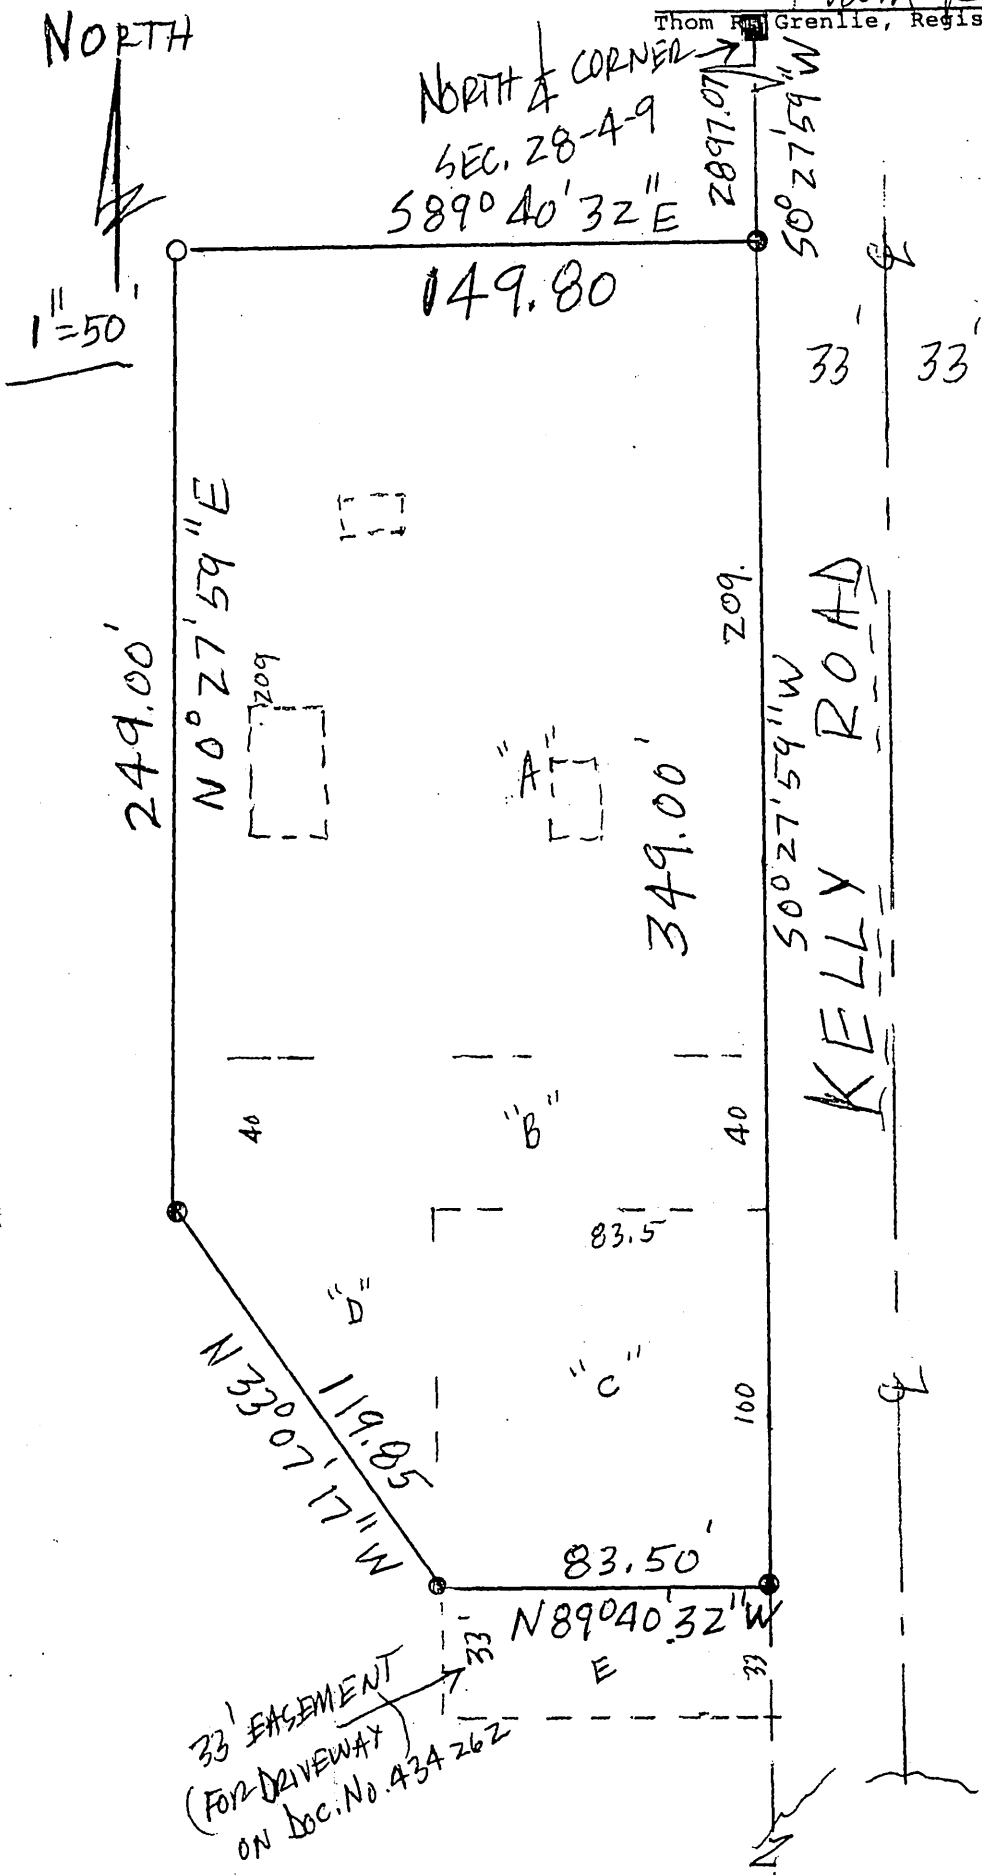 Thom R. Grenlie, Regis
NORTH
1"=50'
NORTH 1/4 CORNER
SEC. 28-4-9
2897.07
S0°27'59"W
S89°40'32"E
149.80
33' 33'
249.00'
N0°27'59"E
209
209.
"A"
349.00'
S0°27'59"W
KELLY ROAD
40
"B"
40
83.5
"D"
"C"
100
N33°07'17"W
119.85
83.50'
N89°40'32"W
33'
E
33
33' EASEMENT
(FOR DRIVEWAY)
ON DOC. NO. 434262